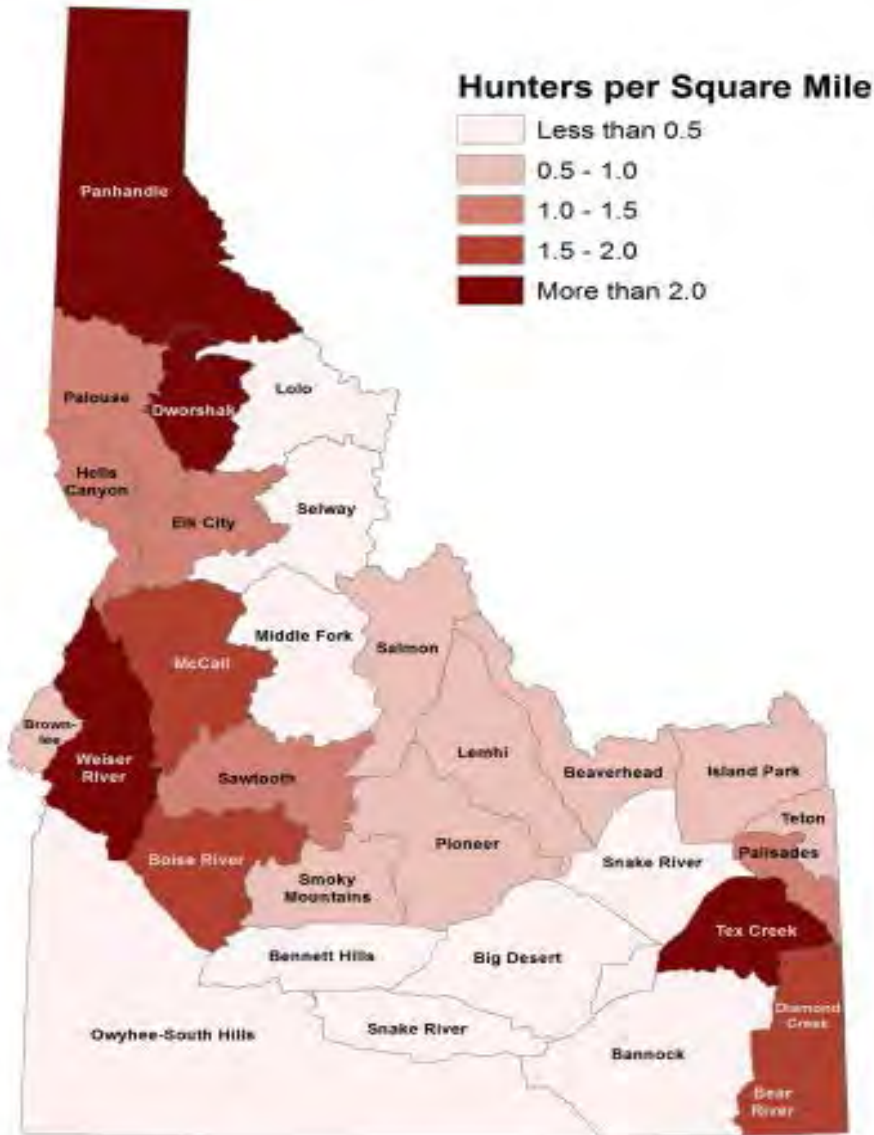 Hunters per Square Mile
Less than 0.5
0.5 - 1.0
1.0 - 1.5
1.5 - 2.0
More than 2.0
Panhandle
Palouse
Dworshak
Lolo
Hells
Canyon
Elk City
Selway
McCall
Middle Fork
Salmon
Brown-
lee
Weiser
River
Sawtooth
Lemhi
Beaverhead
Island Park
Teton
Boise River
Pioneer
Snake River
Palisades
Smoky
Mountains
Tex Creek
Bennett Hills
Big Desert
Diamond
Creek
Owyhee-South Hills
Snake River
Bannock
Bear
River